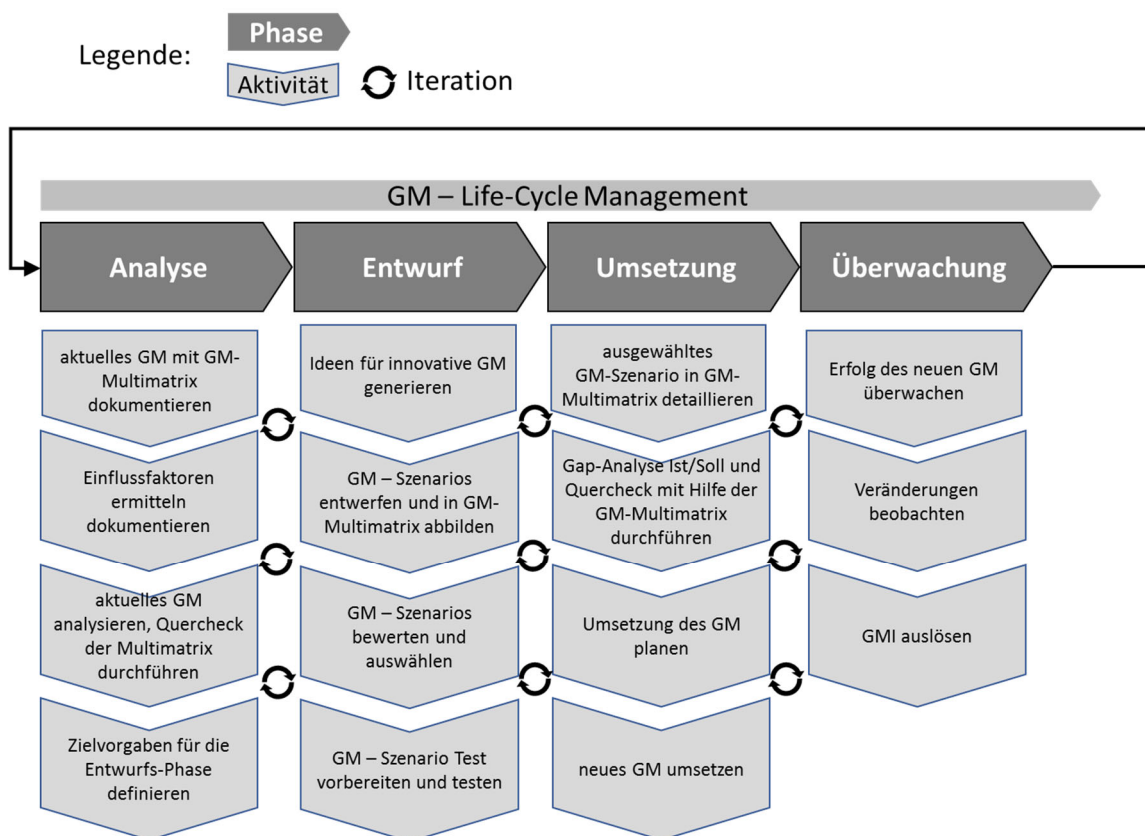 Legende:
Phase
Aktivität
Iteration
GM – Life-Cycle Management
Analyse
Entwurf
Umsetzung
Überwachung
aktuelles GM mit GM-
Multimatrix
dokumentieren
Einflussfaktoren
ermitteln
dokumentieren
aktuelles GM
analysieren, Quercheck
der Multimatrix
durchführen
Zielvorgaben für die
Entwurfs-Phase
definieren
Ideen für innovative GM
generieren
GM – Szenarios
entwerfen und in GM-
Multimatrix abbilden
GM – Szenarios
bewerten und
auswählen
GM – Szenario Test
vorbereiten und testen
ausgewähltes
GM-Szenario in GM-
Multimatrix detaillieren
Gap-Analyse Ist/Soll und
Quercheck mit Hilfe der
GM-Multimatrix
durchführen
Umsetzung des GM
planen
neues GM umsetzen
Erfolg des neuen GM
überwachen
Veränderungen
beobachten
GMI auslösen